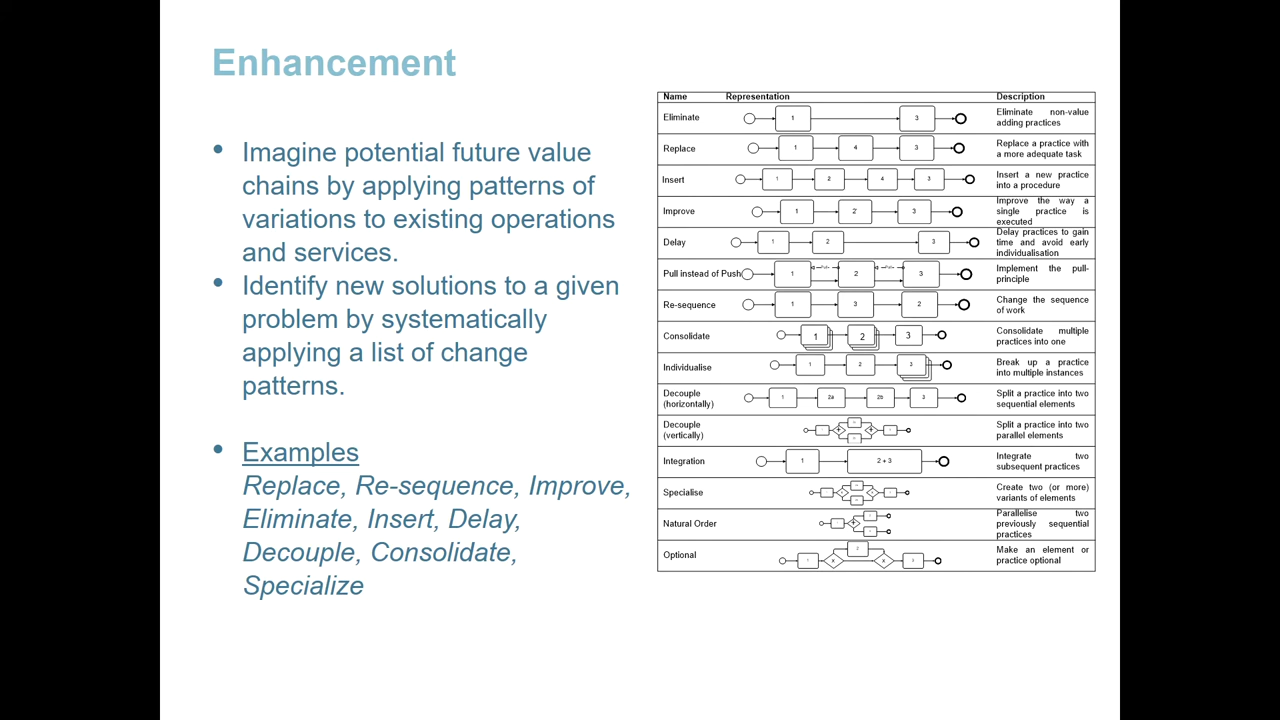 Enhancement
• Imagine potential future value
chains by applying patterns of
variations to existing operations
and services.
• Identify new solutions to a given
problem by systematically
applying a list of change
patterns.
• Examples
Replace, Re-sequence, Improve,
Eliminate, Insert, Delay,
Decouple, Consolidate,
Specialize
Name Representation Description
Eliminate 1 3 Eliminate non-value
adding practices
Replace 1 4 3 Replace a practice with
a more adequate task
Insert 1 2 4 3 Insert a new practice
into a procedure
Improve 1 2' 3 Improve the way a
single practice is
executed
Delay 1 2 3 Delay practices to gain
time and avoid early
individualisation
Pull instead of Push 1 2 3 Implement the pull-
principle
Re-sequence 1 3 2 Change the sequence
of work
Consolidate 1 2 3 Consolidate multiple
practices into one
Individualise 1 2 3 Break up a practice
into multiple instances
Decouple
(horizontally) 1 2a 2b 3 Split a practice into two
sequential elements
Decouple
(vertically) Split a practice into two
parallel elements
Integration 1 2 + 3 Integrate two
subsequent practices
Specialise Create two (or more)
variants of elements
Natural Order Parallelise two
previously sequential
practices
Optional X X Make an element or
practice optional